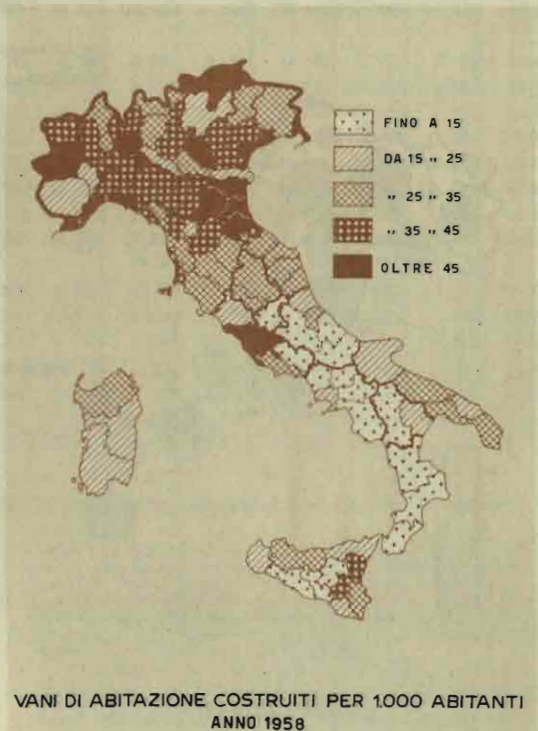 FINO A 15
DA 15 " 25
" 25 " 35
" 35 " 45
OLTRE 45
VANI DI ABITAZIONE COSTRUITI PER 1.000 ABITANTI
ANNO 1958